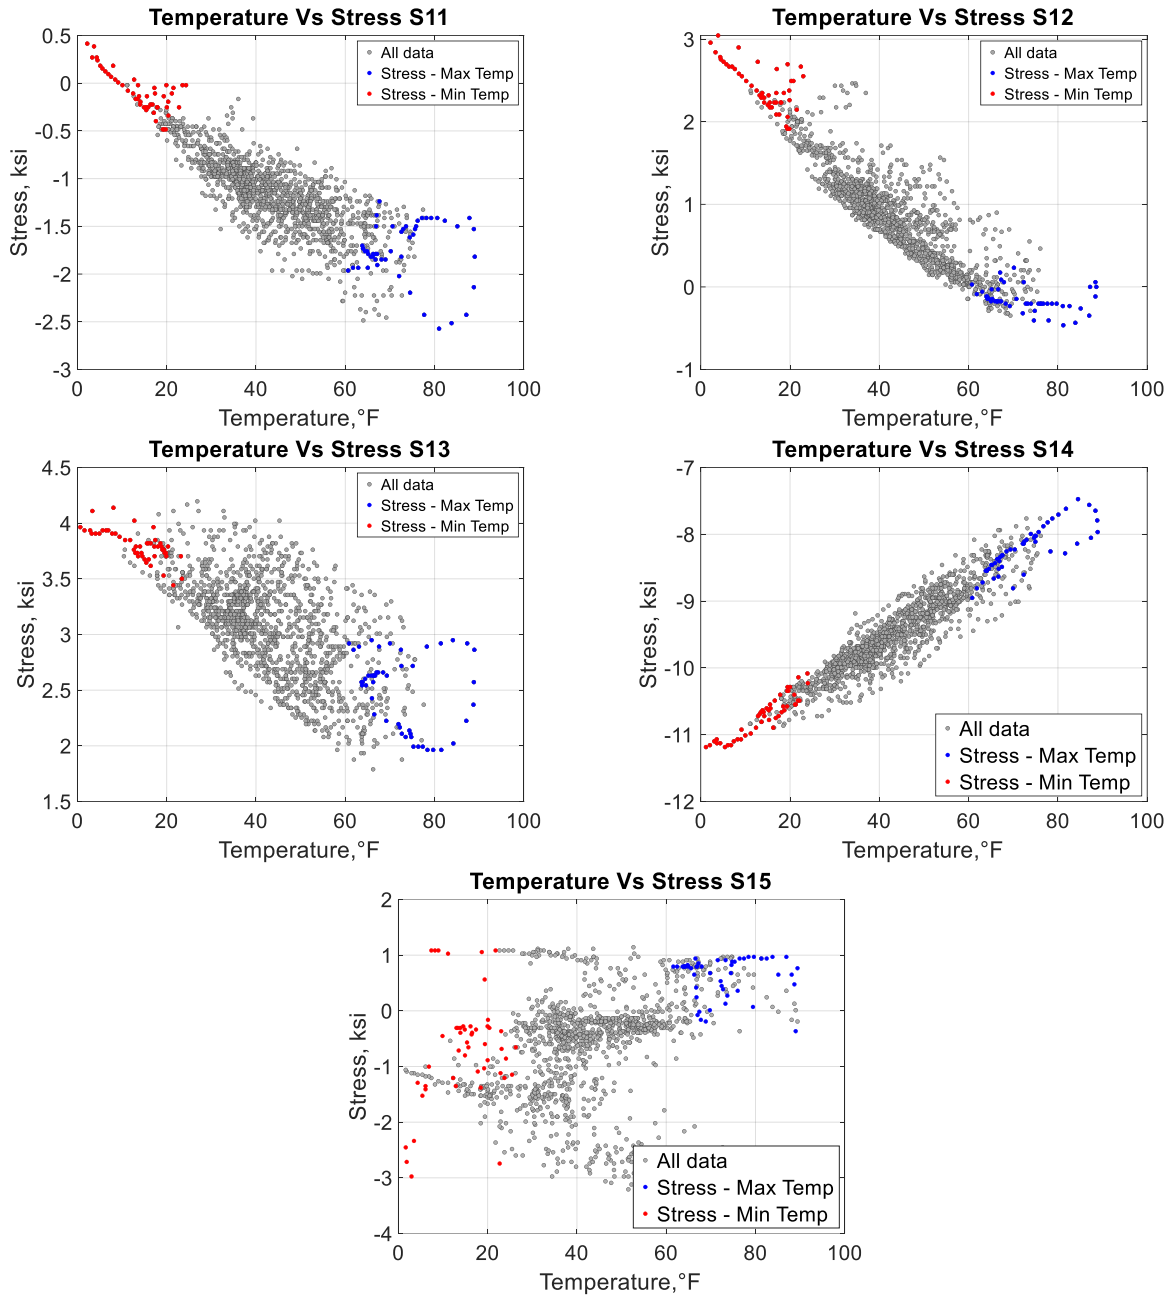 Temperature Vs Stress S11
0.5
0
-0.5
-1
-1.5
-2
-2.5
-3
Stress, ksi
All data
Stress - Max Temp
Stress - Min Temp
0 20 40 60 80 100
Temperature,°F
Temperature Vs Stress S12
3
2
1
0
-1
Stress, ksi
All data
Stress - Max Temp
Stress - Min Temp
0 20 40 60 80 100
Temperature,°F
Temperature Vs Stress S13
4.5
4
3.5
3
2.5
2
1.5
Stress, ksi
All data
Stress - Max Temp
Stress - Min Temp
0 20 40 60 80 100
Temperature,°F
Temperature Vs Stress S14
-7
-8
-9
-10
-11
-12
Stress, ksi
All data
Stress - Max Temp
Stress - Min Temp
0 20 40 60 80 100
Temperature,°F
Temperature Vs Stress S15
2
1
0
-1
-2
-3
-4
Stress, ksi
All data
Stress - Max Temp
Stress - Min Temp
0 20 40 60 80 100
Temperature,°F